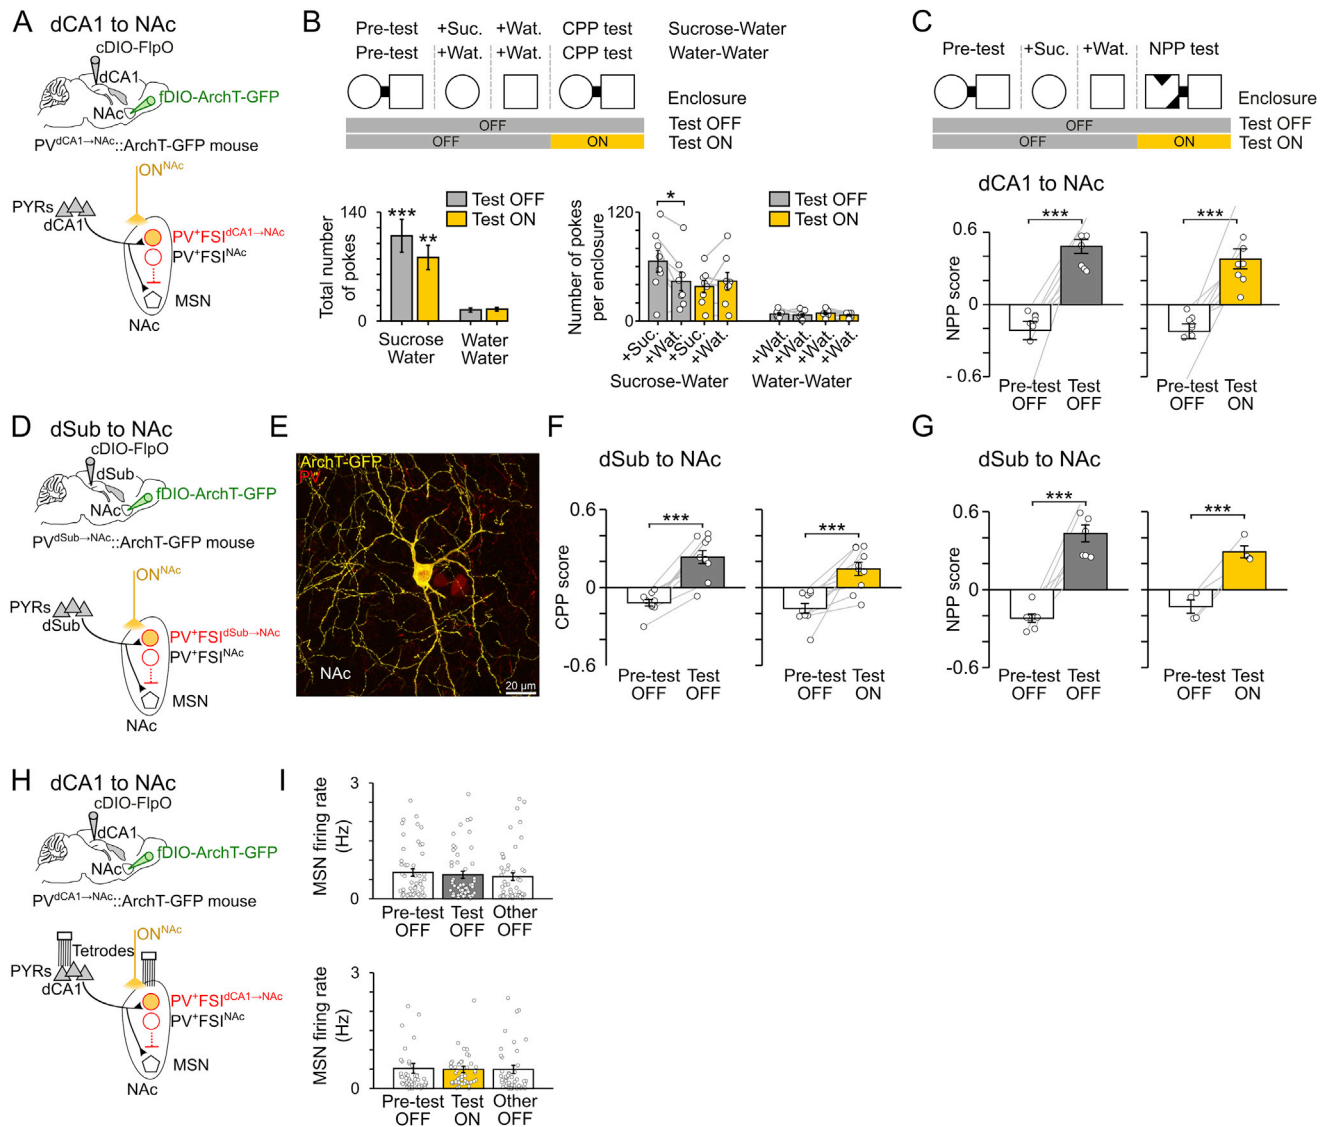 A dCA1 to NAc
cDIO-FlpO
dCA1
fDIO-ArchT-GFP
NAc
PVdCA1→NAc::ArchT-GFP mouse
ONNAc
PYRs
dCA1
PV+FSIdCA1→NAc
PV+FSINAc
MSN
NAc
B
Pre-test +Suc. +Wat. CPP test Sucrose-Water
Pre-test +Wat. +Wat. CPP test Water-Water
Enclosure
OFF Test OFF
OFF ON Test ON
Test OFF
Test ON
Total number
of pokes
140
0
***
**
Sucrose
Water
Water
Water
Test OFF
Test ON
Number of pokes
per enclosure
120
0
*
+Suc. +Wat. +Suc. +Wat. +Wat. +Wat. +Wat. +Wat.
Sucrose-Water Water-Water
C
Pre-test +Suc. +Wat. NPP test
Enclosure
OFF Test OFF
OFF ON Test ON
dCA1 to NAc
NPP score
0.6
0
- 0.6
*** ***
Pre-test Test Pre-test Test
OFF OFF OFF ON
D dSub to NAc
cDIO-FlpO
dSub
fDIO-ArchT-GFP
NAc
PVdSub→NAc::ArchT-GFP mouse
ONNAc
PYRs
dSub
PV+FSIdSub→NAc
PV+FSINAc
MSN
NAc
E
ArchT-GFP
PV
NAc
20 µm
F
dSub to NAc
CPP score
0.6
0
-0.6
*** ***
Pre-test Test Pre-test Test
OFF OFF OFF ON
G
dSub to NAc
NPP score
0.6
0
-0.6
*** ***
Pre-test Test Pre-test Test
OFF OFF OFF ON
H dCA1 to NAc
cDIO-FlpO
dCA1
fDIO-ArchT-GFP
NAc
PVdCA1→NAc::ArchT-GFP mouse
ONNAc
Tetrodes
PYRs
dCA1
PV+FSIdCA1→NAc
PV+FSINAc
MSN
NAc
I
MSN firing rate
(Hz)
3
0
Pre-test Test Other
OFF OFF OFF
MSN firing rate
(Hz)
3
0
Pre-test Test Other
OFF ON OFF